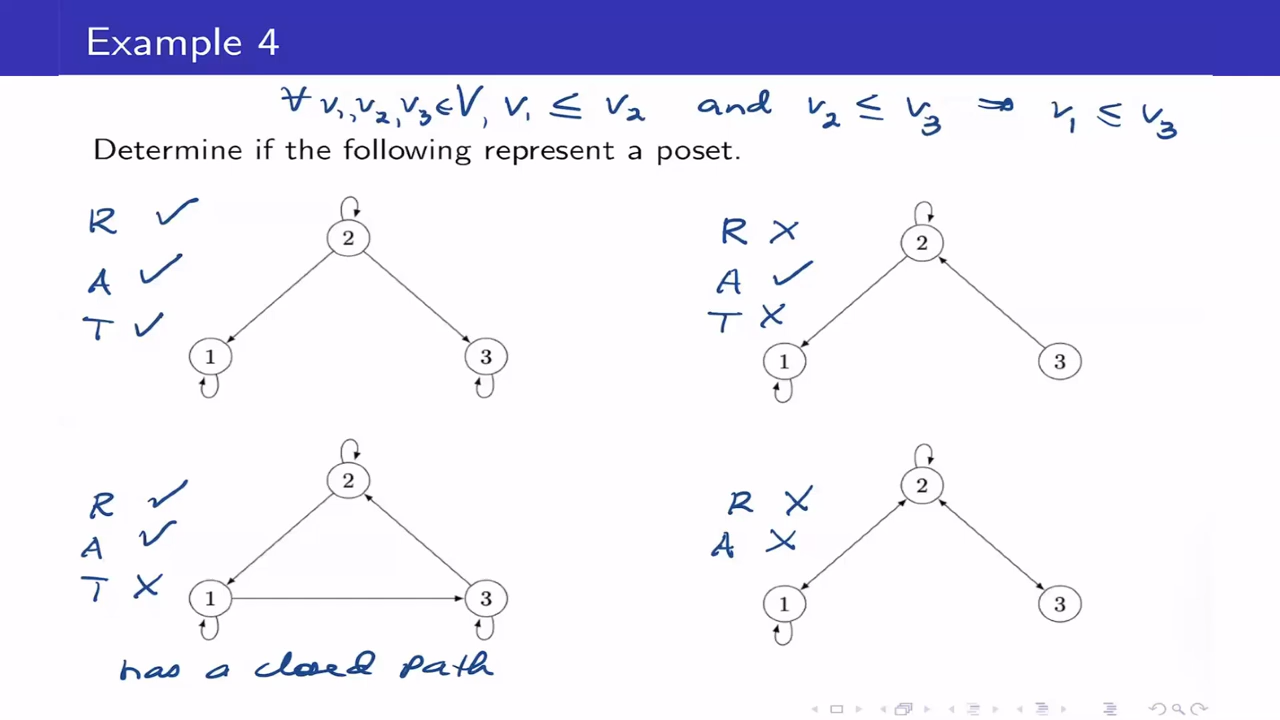 Example 4
∀ v₁,v₂,v₃∈V, v₁ ≤ v₂ and v₂ ≤ v₃ ⇒ v₁ ≤ v₃
Determine if the following represent a poset.
R ✓
A ✓
T ✓
2
1
3
R ✗
A ✓
T ✗
2
1
3
R ✓
A ✓
T ✗
2
1
3
has a closed path
R ✗
A ✗
2
1
3